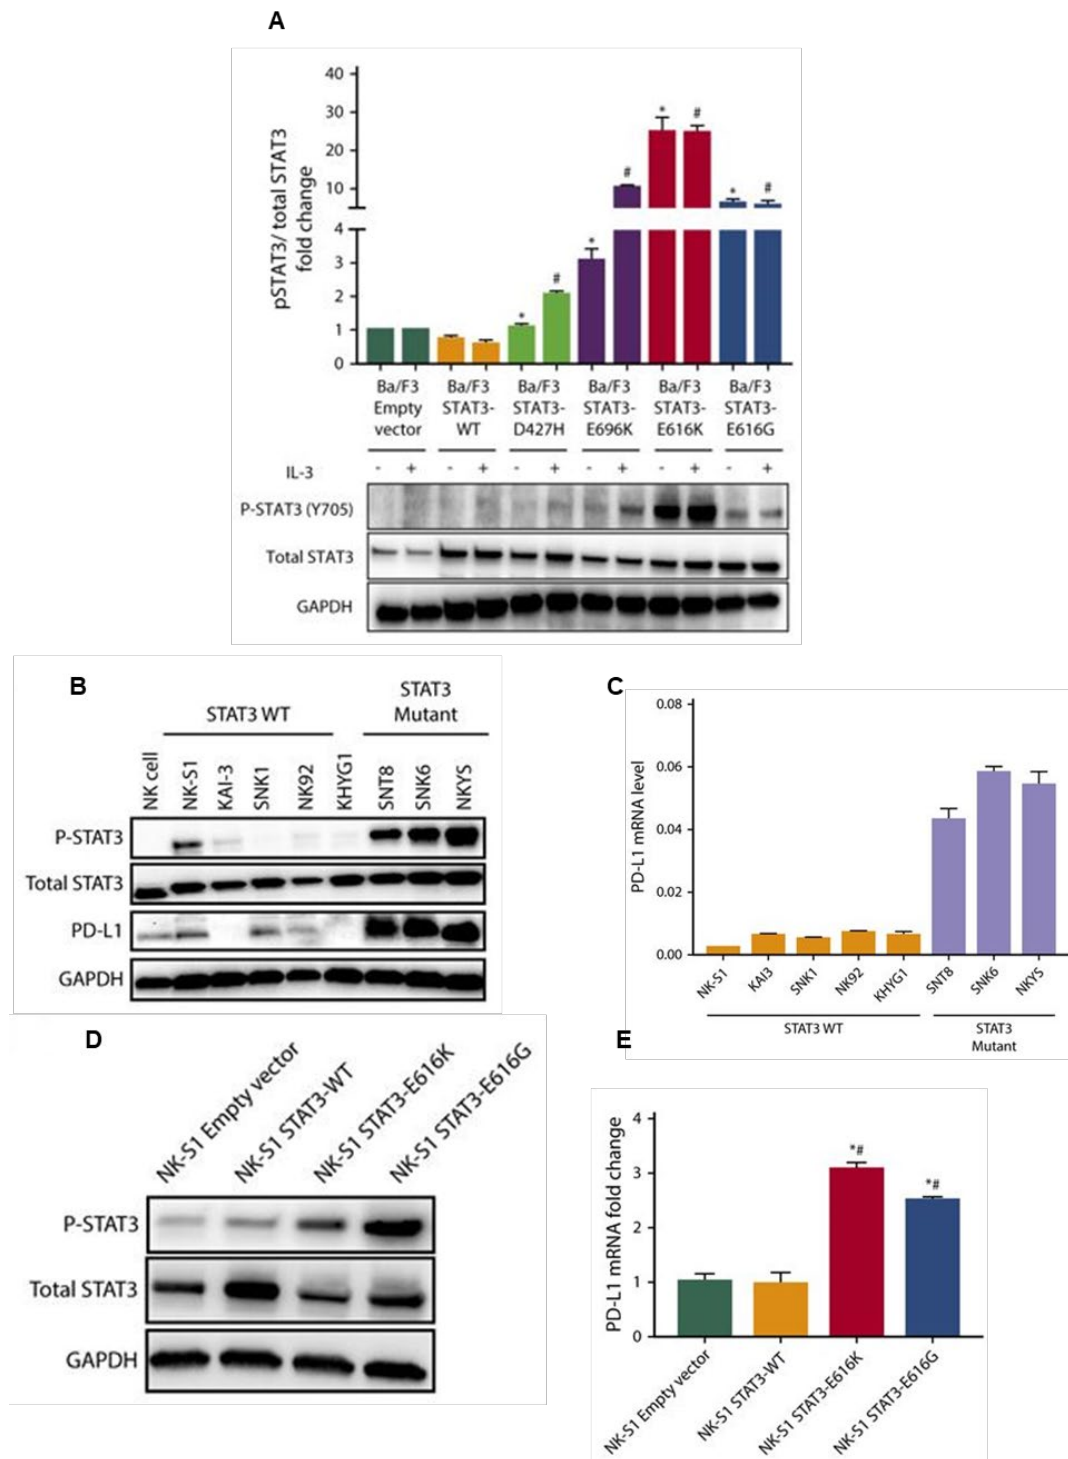 A
pSTAT3/ total STAT3
fold change
40
30
20
10
4
3
2
1
0
* # * # * # * #
Ba/F3 Empty vector
Ba/F3 STAT3-WT
Ba/F3 STAT3-D427H
Ba/F3 STAT3-E696K
Ba/F3 STAT3-E616K
Ba/F3 STAT3-E616G
IL-3 - + - + - + - + - + - +
P-STAT3 (Y705)
Total STAT3
GAPDH
B
STAT3 WT
STAT3
Mutant
NK cell
NK-S1
KAI-3
SNK1
NK92
KHYG1
SNT8
SNK6
NKYS
P-STAT3
Total STAT3
PD-L1
GAPDH
C
PD-L1 mRNA level
0.08
0.06
0.04
0.02
0.00
NK-S1
KAI3
SNK1
NK92
KHYG1
SNT8
SNK6
NKYS
STAT3 WT
STAT3
Mutant
D
NK-S1 Empty vector
NK-S1 STAT3-WT
NK-S1 STAT3-E616K
NK-S1 STAT3-E616G
P-STAT3
Total STAT3
GAPDH
E
PD-L1 mRNA fold change
4
3
2
1
0
*#
*#
NK-S1 Empty vector
NK-S1 STAT3-WT
NK-S1 STAT3-E616K
NK-S1 STAT3-E616G